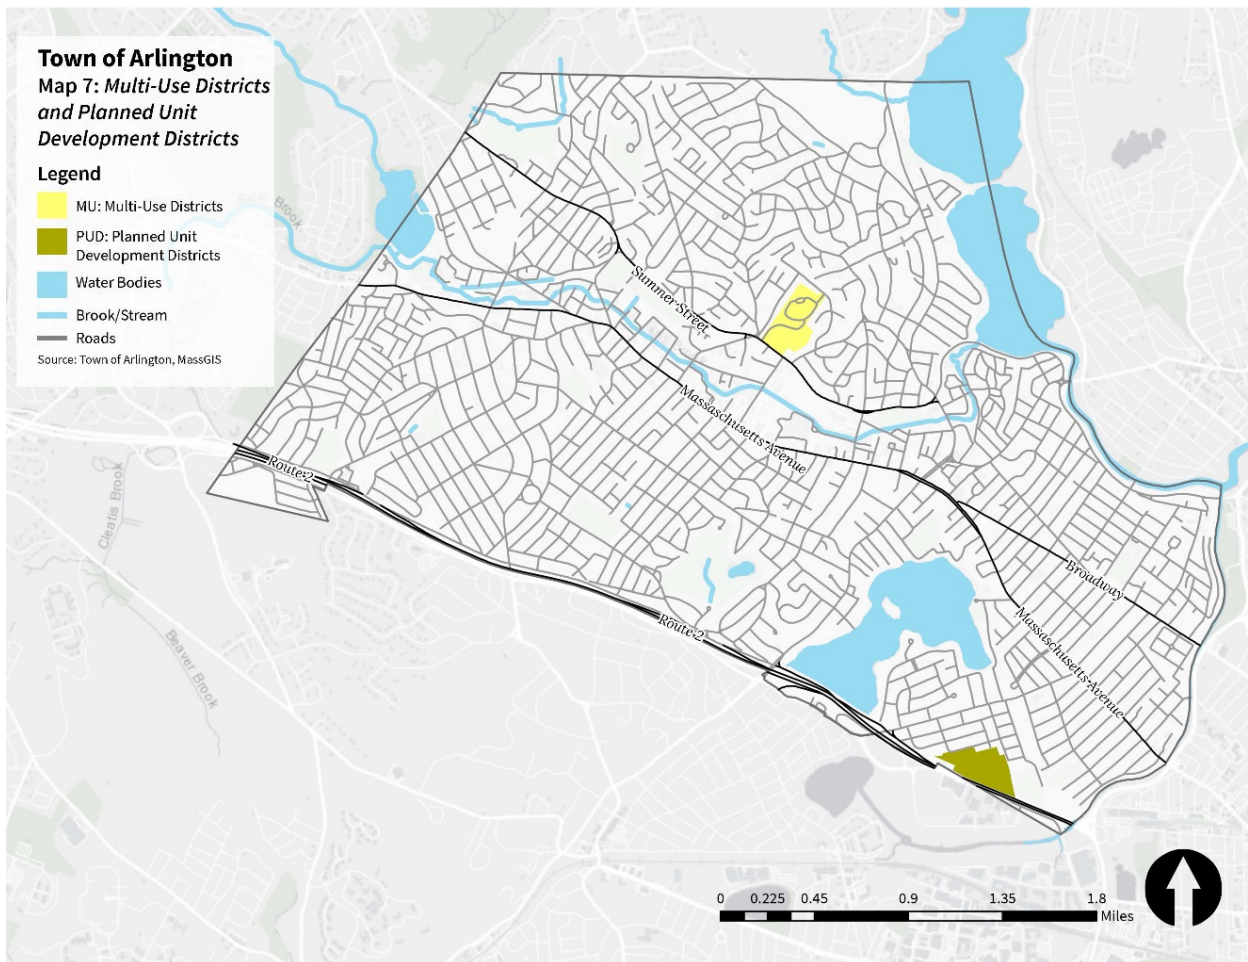 Town of Arlington
Map 7: Multi-Use Districts
and Planned Unit
Development Districts
Legend
MU: Multi-Use Districts
PUD: Planned Unit
Development Districts
Water Bodies
Brook/Stream
Roads
Source: Town of Arlington, MassGIS
Brook
Summer Street
Massachusetts Avenue
Route 2
Cleatis Brook
Broadway
Route 2
Massachusetts Avenue
Beaver Brook
0 0.225 0.45 0.9 1.35 1.8
Miles